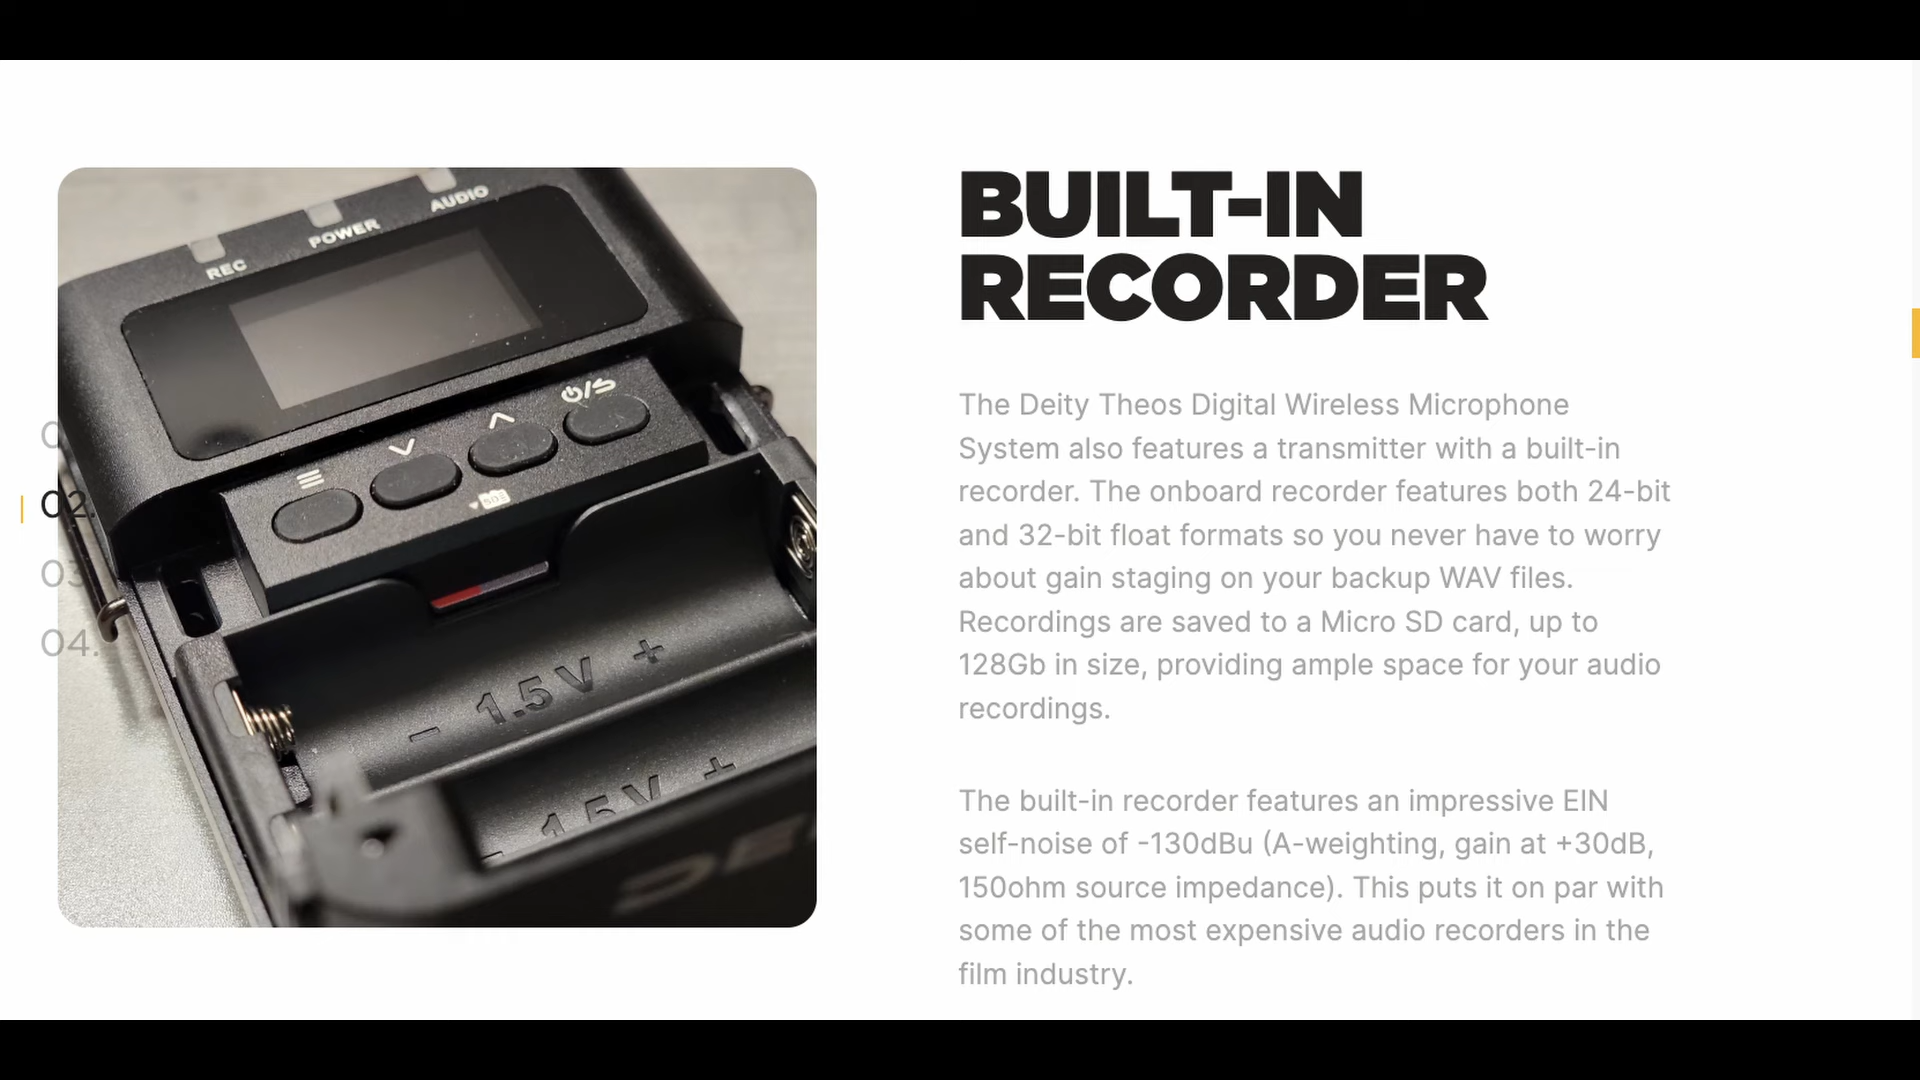 BUILT-IN
RECORDER
The Deity Theos Digital Wireless Microphone
System also features a transmitter with a built-in
recorder. The onboard recorder features both 24-bit
and 32-bit float formats so you never have to worry
about gain staging on your backup WAV files.
Recordings are saved to a Micro SD card, up to
128Gb in size, providing ample space for your audio
recordings.
The built-in recorder features an impressive EIN
self-noise of -130dBu (A-weighting, gain at +30dB,
150ohm source impedance). This puts it on par with
some of the most expensive audio recorders in the
film industry.
REC
POWER
AUDIO
02.
03
04.
- 1.5V +
- 1.5V +